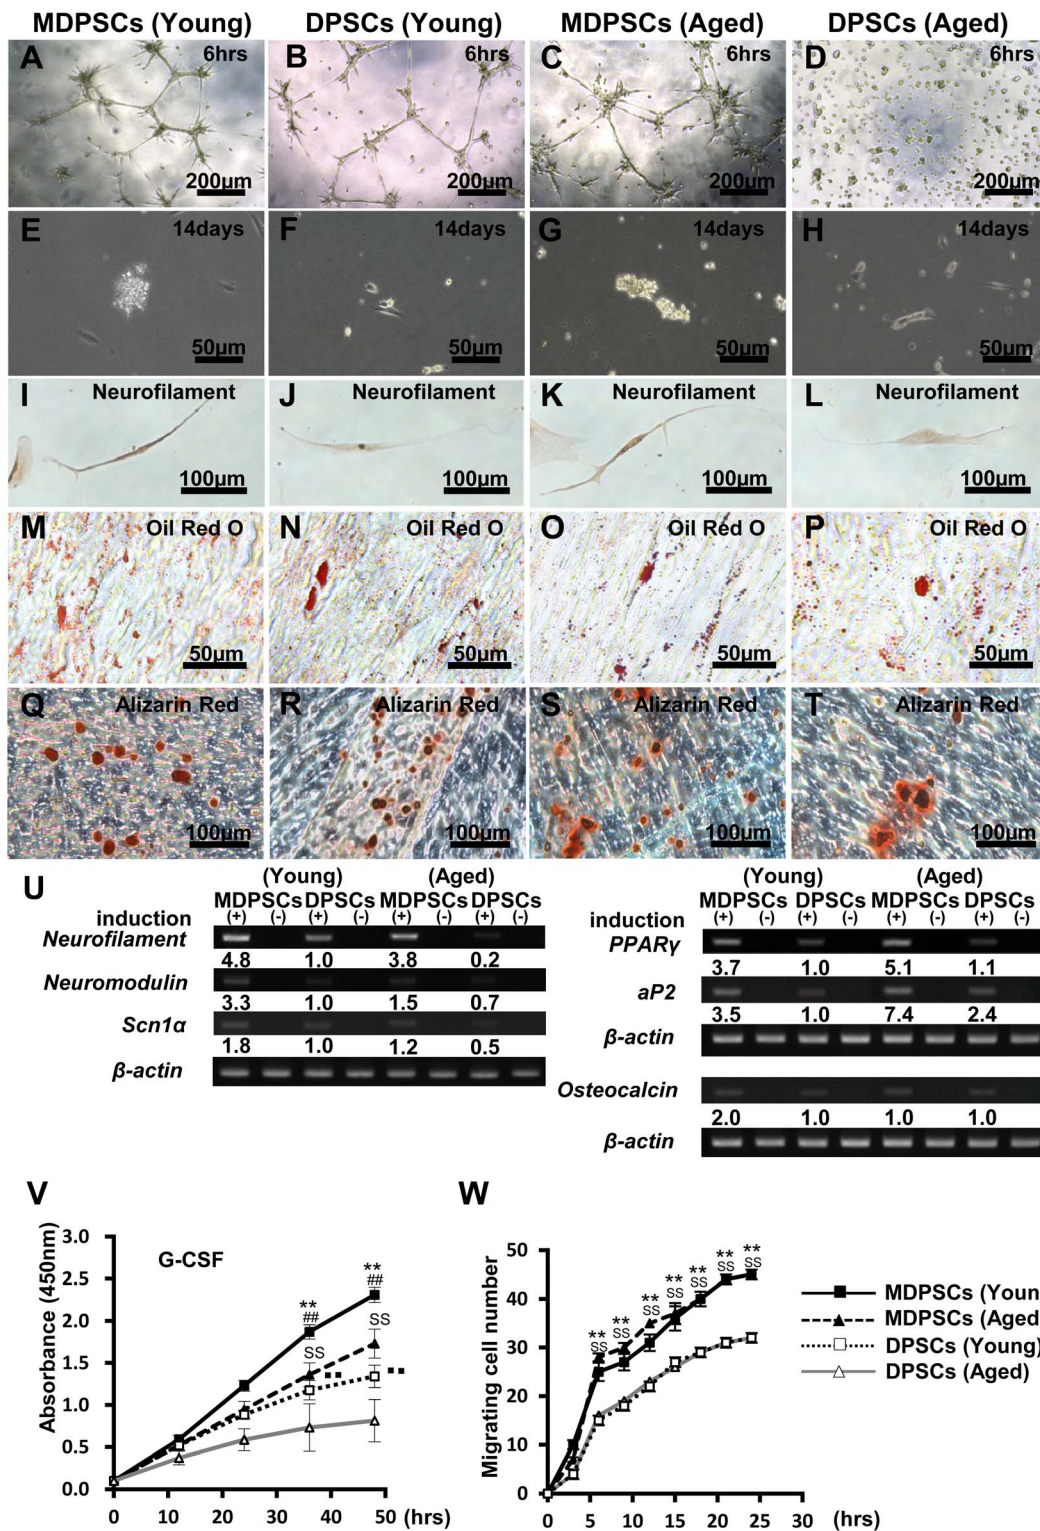 MDPSCs (Young) DPSCs (Young) MDPSCs (Aged) DPSCs (Aged)
A 6hrs B 6hrs C 6hrs D 6hrs
200μm 200μm 200μm 200μm
E 14days F 14days G 14days H 14days
50μm 50μm 50μm 50μm
I Neurofilament J Neurofilament K Neurofilament L Neurofilament
100μm 100μm 100μm 100μm
M Oil Red O N Oil Red O O Oil Red O P Oil Red O
50μm 50μm 50μm 50μm
Q Alizarin Red R Alizarin Red S Alizarin Red T Alizarin Red
100μm 100μm 100μm 100μm
U
(Young) (Aged)
MDPSCs DPSCs MDPSCs DPSCs
induction (+) (-) (+) (-) (+) (-) (+) (-)
Neurofilament
4.8 1.0 3.8 0.2
Neuromodulin
3.3 1.0 1.5 0.7
Scn1α
1.8 1.0 1.2 0.5
β-actin
(Young) (Aged)
MDPSCs DPSCs MDPSCs DPSCs
induction (+) (-) (+) (-) (+) (-) (+) (-)
PPARγ
3.7 1.0 5.1 1.1
aP2
3.5 1.0 7.4 2.4
β-actin
Osteocalcin
2.0 1.0 1.0 1.0
β-actin
V
G-CSF
Absorbance (450nm)
3.0
2.5
2.0
1.5
1.0
0.5
0.0
** ##
SS
** ##
SS
0 10 20 30 40 50 (hrs)
W
Migrating cell number
50
40
30
20
10
0
** ** ** ** ** ** **
SS SS SS SS SS SS SS
0 5 10 15 20 25 30 (hrs)
MDPSCs (Youn
MDPSCs (Aged
DPSCs (Young)
DPSCs (Aged)